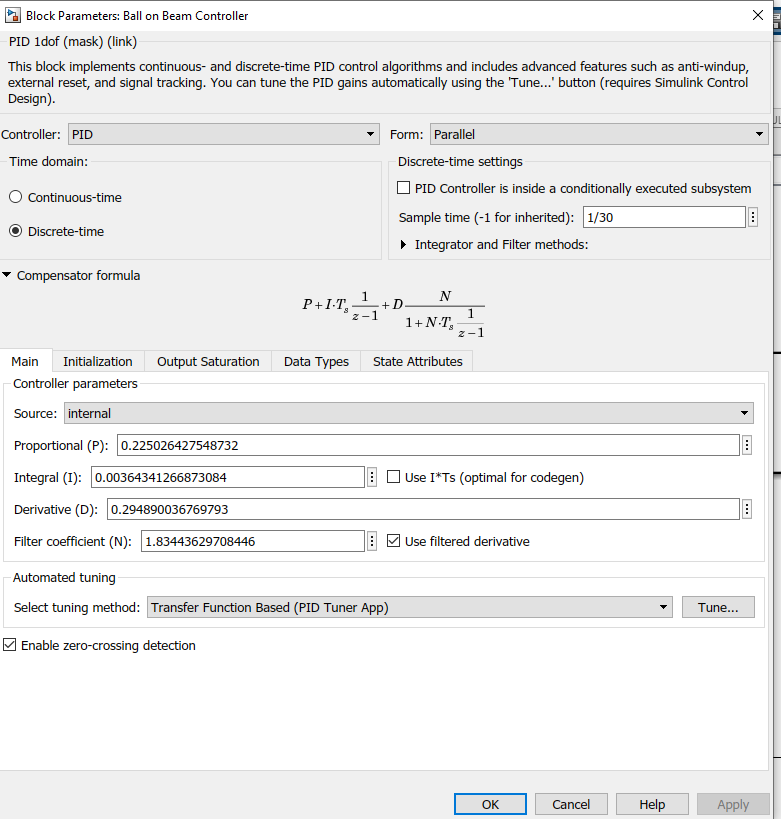 Block Parameters: Ball on Beam Controller
PID 1dof (mask) (link)
This block implements continuous- and discrete-time PID control algorithms and includes advanced features such as anti-windup,
external reset, and signal tracking. You can tune the PID gains automatically using the 'Tune...' button (requires Simulink Control
Design).
Controller: PID
Form: Parallel
Time domain:
Continuous-time
Discrete-time
Discrete-time settings
PID Controller is inside a conditionally executed subsystem
Sample time (-1 for inherited): 1/30
Integrator and Filter methods:
Compensator formula
P + I·T_s 1/(z − 1) + D N/(1 + N·T_s 1/(z − 1))
Main Initialization Output Saturation Data Types State Attributes
Controller parameters
Source: internal
Proportional (P): 0.225026427548732
Integral (I): 0.00364341266873084 Use I*Ts (optimal for codegen)
Derivative (D): 0.294890036769793
Filter coefficient (N): 1.83443629708446 Use filtered derivative
Automated tuning
Select tuning method: Transfer Function Based (PID Tuner App) Tune...
Enable zero-crossing detection
OK Cancel Help Apply